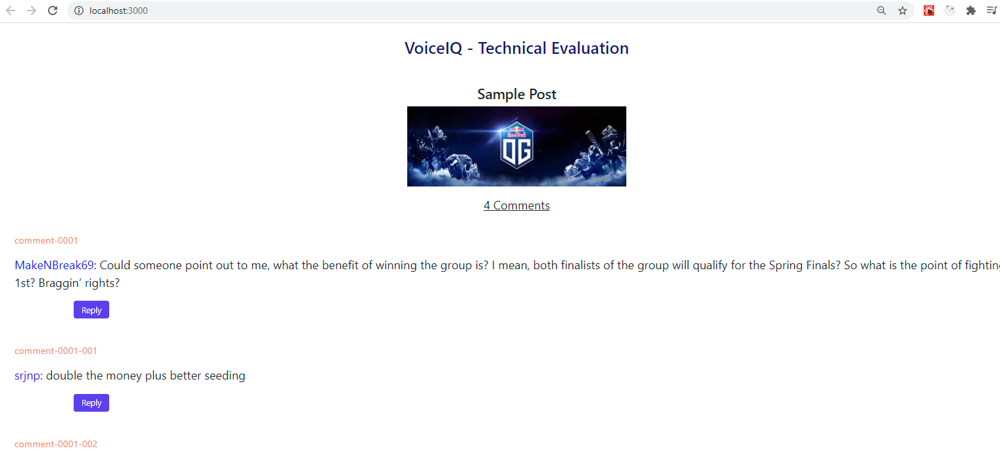 localhost:3000
VoiceIQ - Technical Evaluation
Sample Post
Red Bull
OG
4 Comments
comment-0001
MakeNBreak69: Could someone point out to me, what the benefit of winning the group is? I mean, both finalists of the group will qualify for the Spring Finals? So what is the point of fighting
1st? Braggin’ rights?
Reply
comment-0001-001
srjnp: double the money plus better seeding
Reply
comment-0001-002